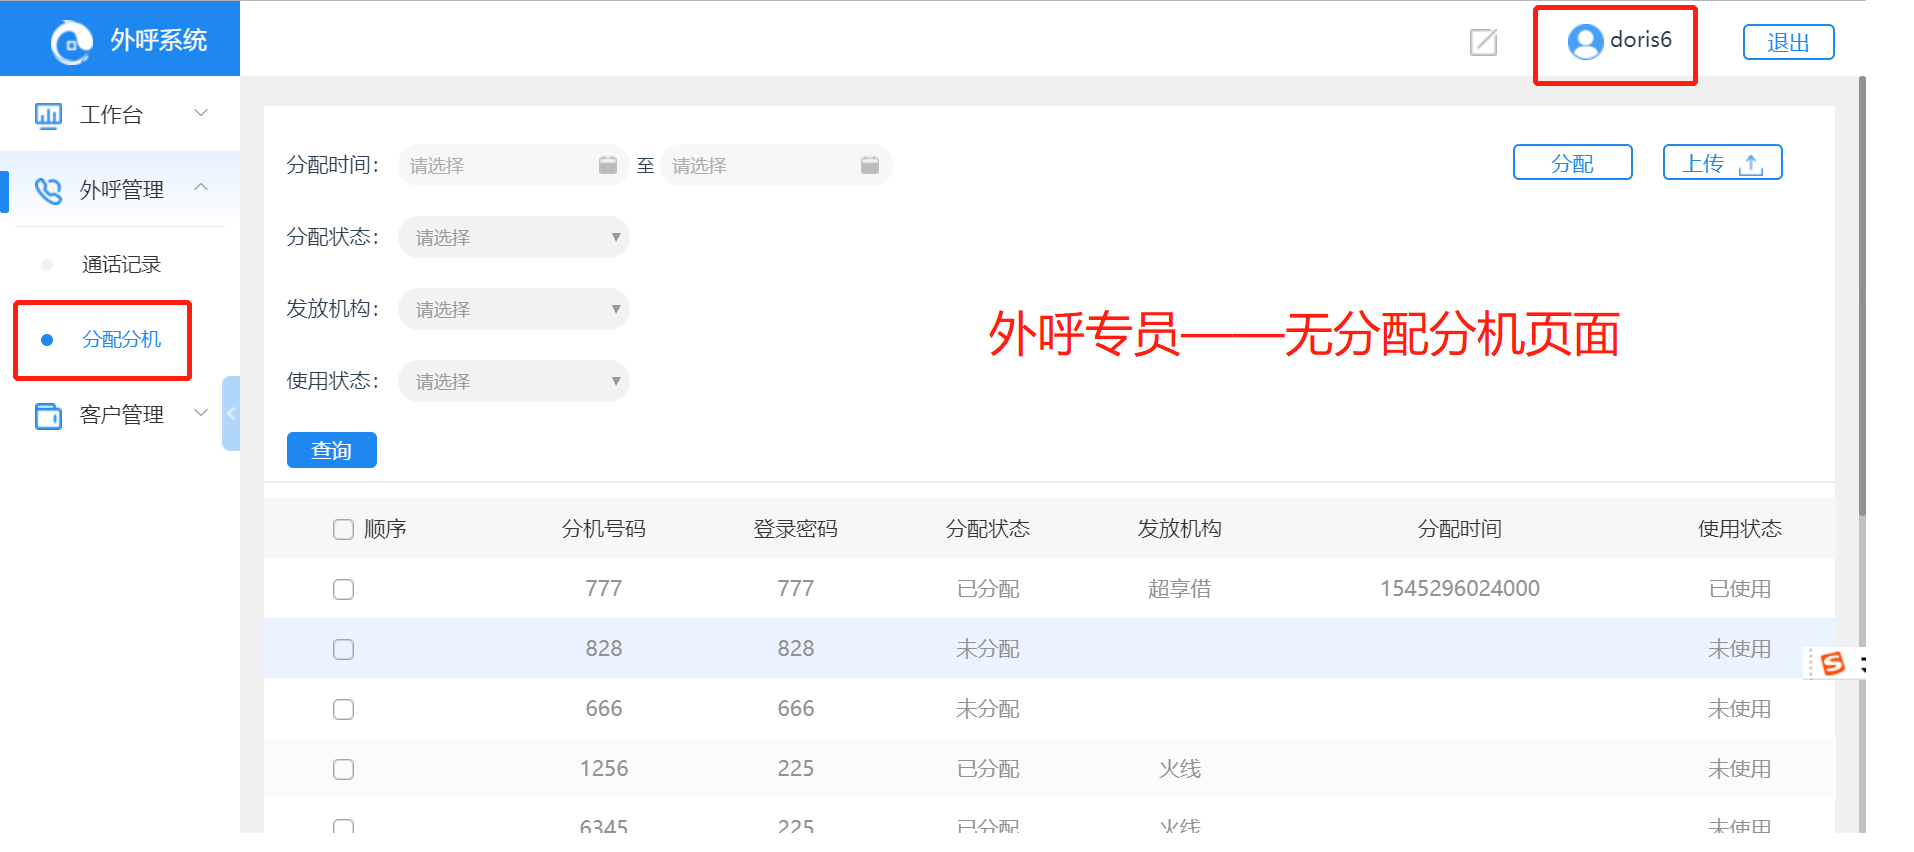 外呼系统
doris6
退出
工作台
外呼管理
通话记录
分配分机
客户管理
分配时间： 请选择 至 请选择
分配 上传
分配状态： 请选择
发放机构： 请选择
使用状态： 请选择
外呼专员——无分配分机页面
查询
顺序 分机号码 登录密码 分配状态 发放机构 分配时间 使用状态
777 777 已分配 超享借 1545296024000 已使用
828 828 未分配 未使用
666 666 未分配 未使用
1256 225 已分配 火线 未使用
6345 225 已分配 火线 未使用